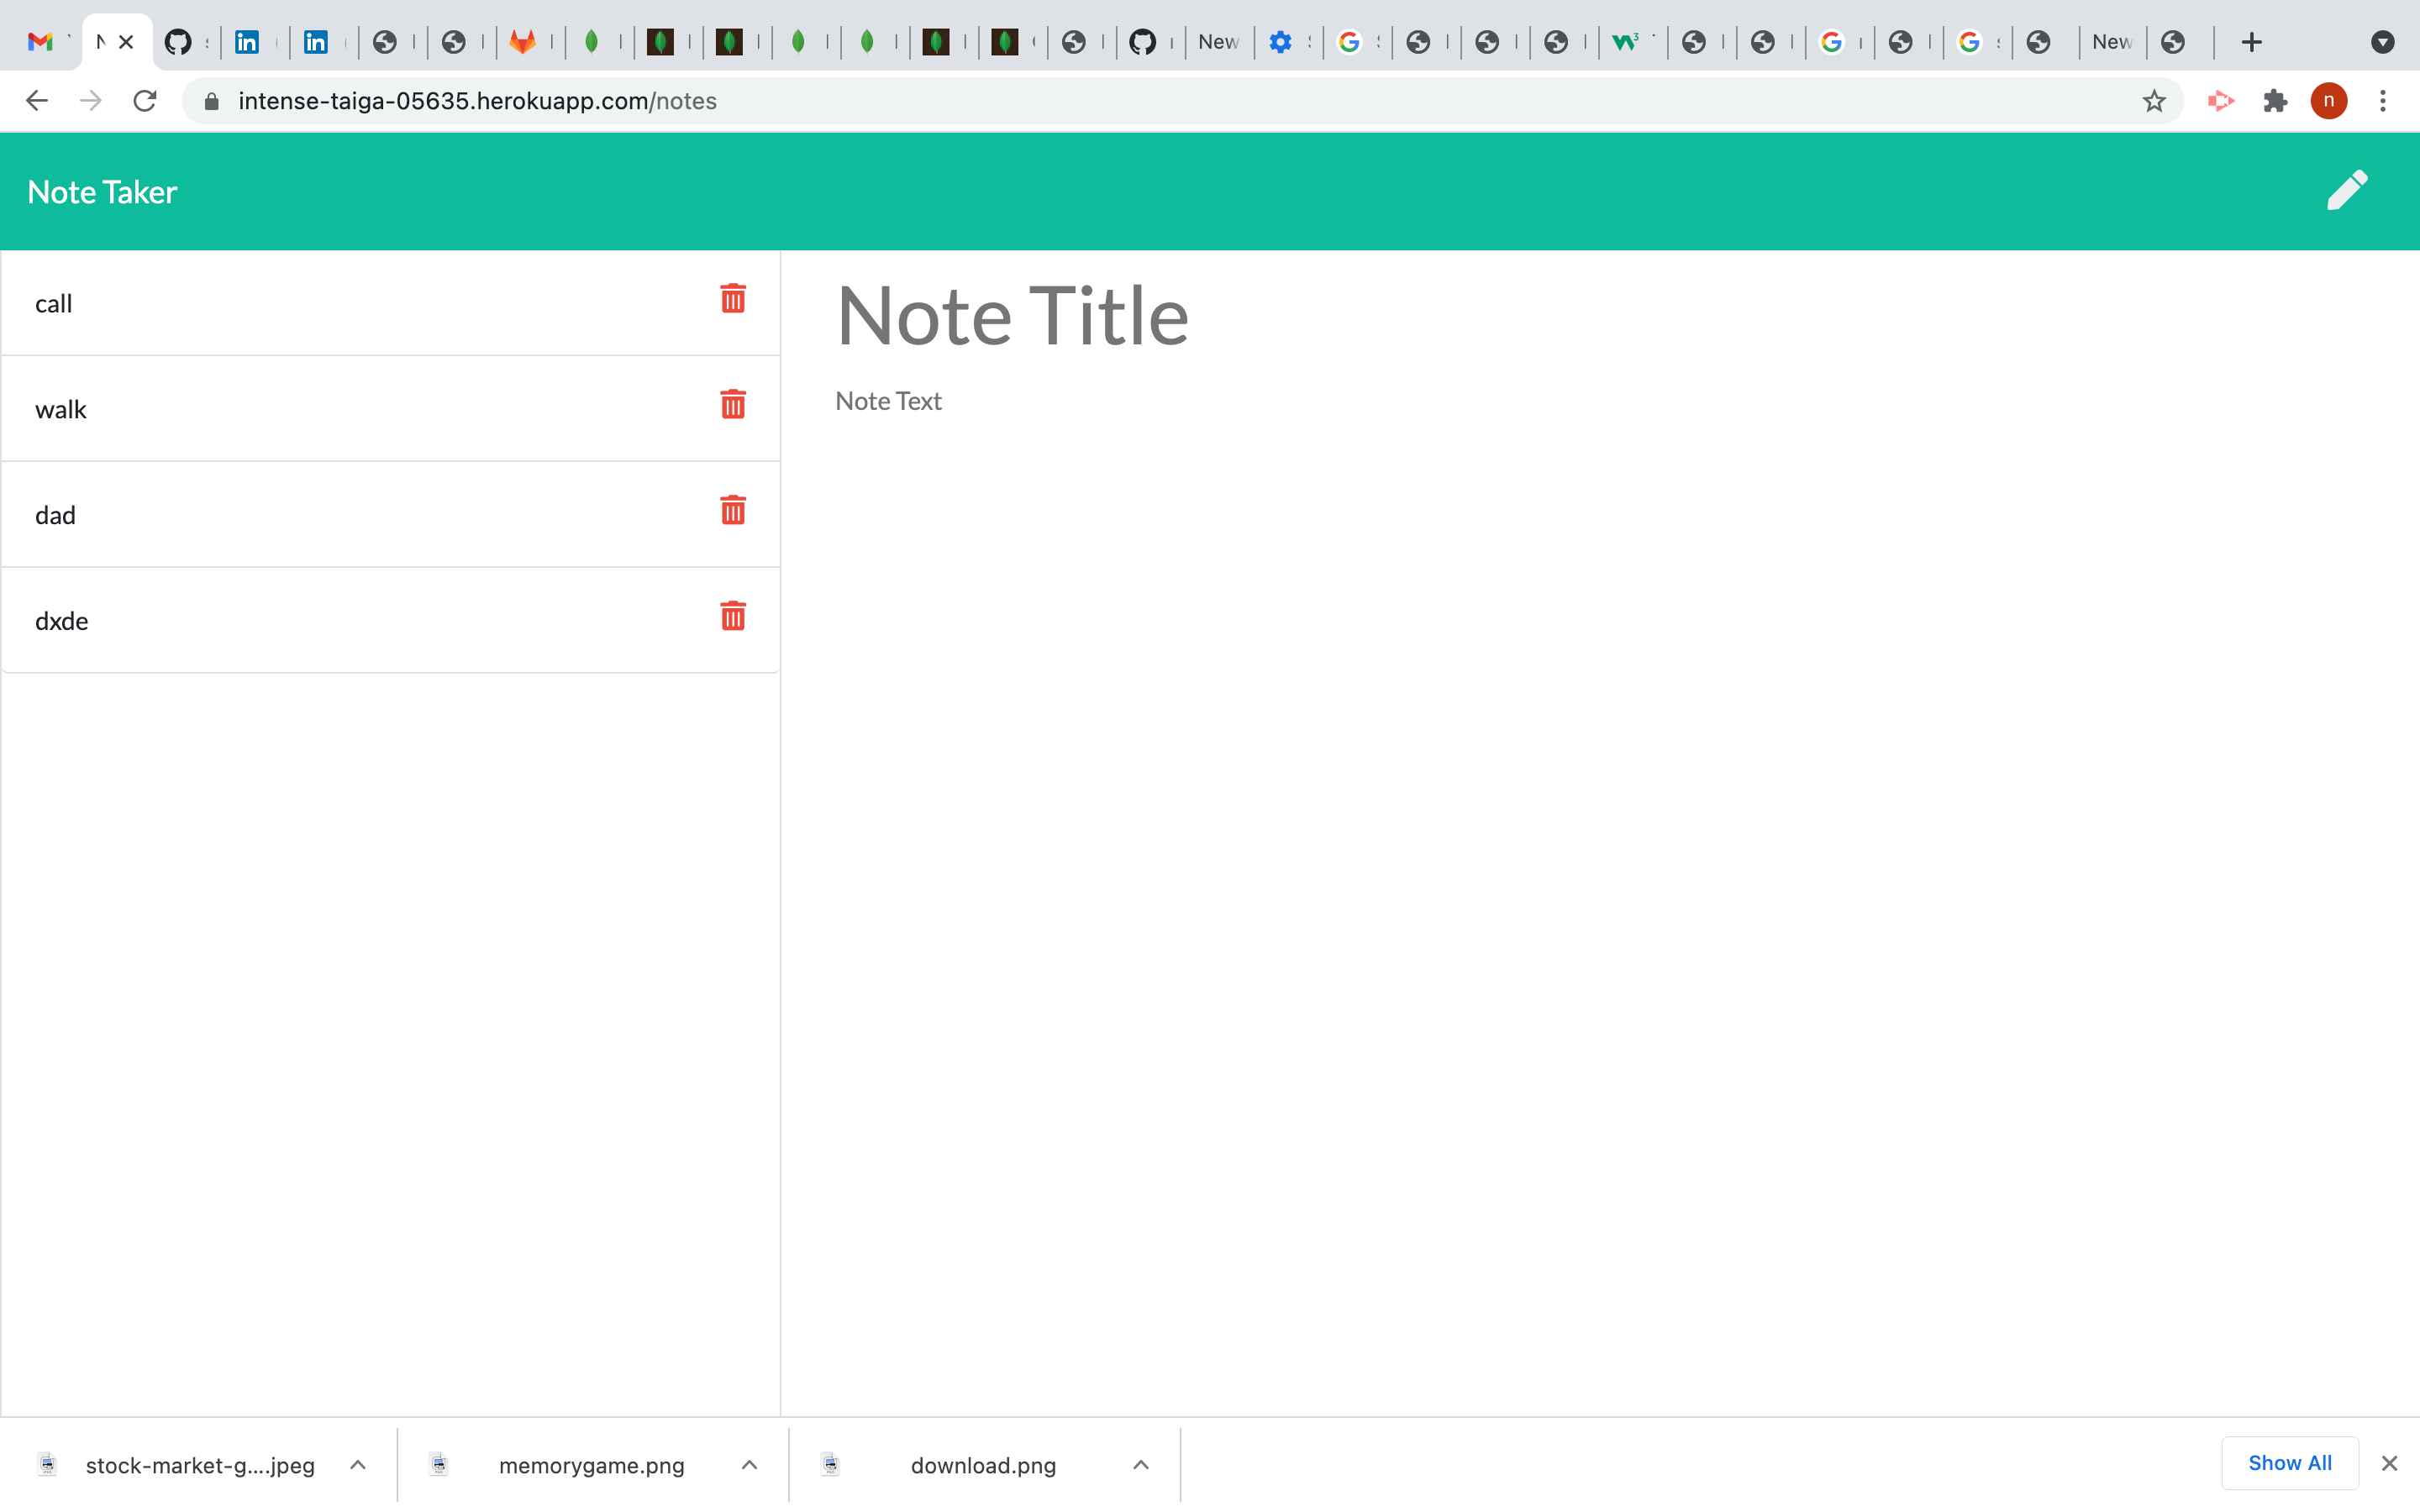 New
New
intense-taiga-05635.herokuapp.com/notes
n
Note Taker
call
walk
dad
dxde
Note Title
Note Text
stock-market-g....jpeg
memorygame.png
download.png
Show All